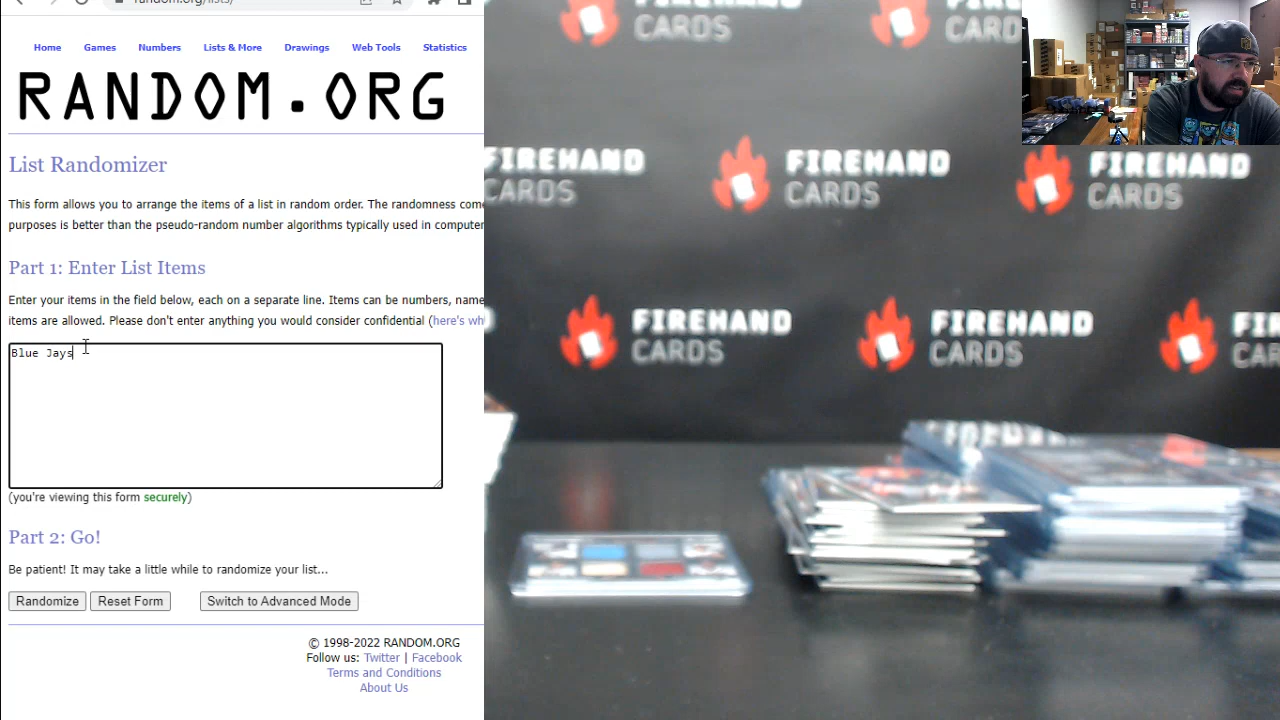 random.org/lists/
Home Games Numbers Lists & More Drawings Web Tools Statistics
RANDOM.ORG
List Randomizer
This form allows you to arrange the items of a list in random order. The randomness come
purposes is better than the pseudo-random number algorithms typically used in computer
Part 1: Enter List Items
Enter your items in the field below, each on a separate line. Items can be numbers, name
items are allowed. Please don't enter anything you would consider confidential (here's wh
Blue Jays
(you're viewing this form securely)
Part 2: Go!
Be patient! It may take a little while to randomize your list...
Randomize Reset Form Switch to Advanced Mode
© 1998-2022 RANDOM.ORG
Follow us: Twitter | Facebook
Terms and Conditions
About Us
CARDS
CARDS
FIREHAND
CARDS
FIREHAND
CARDS
FIREHAND
CARDS
FIREHAND
CARDS
FIREHAND
CARDS